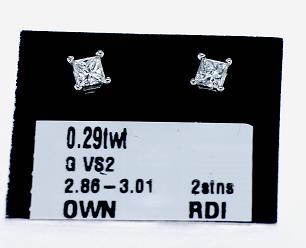 0.29twt
G VS2
2.86-3.01 2stns
OWN RDI